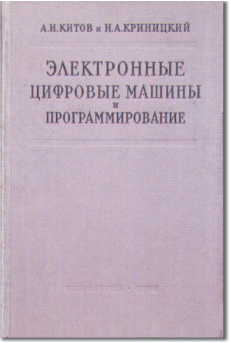 А.И.КИТОВ и Н.А.КРИНИЦКИЙ
ЭЛЕКТРОННЫЕ
ЦИФРОВЫЕ МАШИНЫ
И
ПРОГРАММИРОВАНИЕ